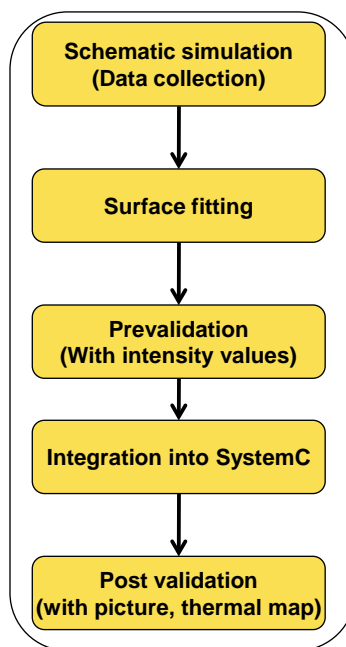 Schematic simulation
(Data collection)
Surface fitting
Prevalidation
(With intensity values)
Integration into SystemC
Post validation
(with picture, thermal map)